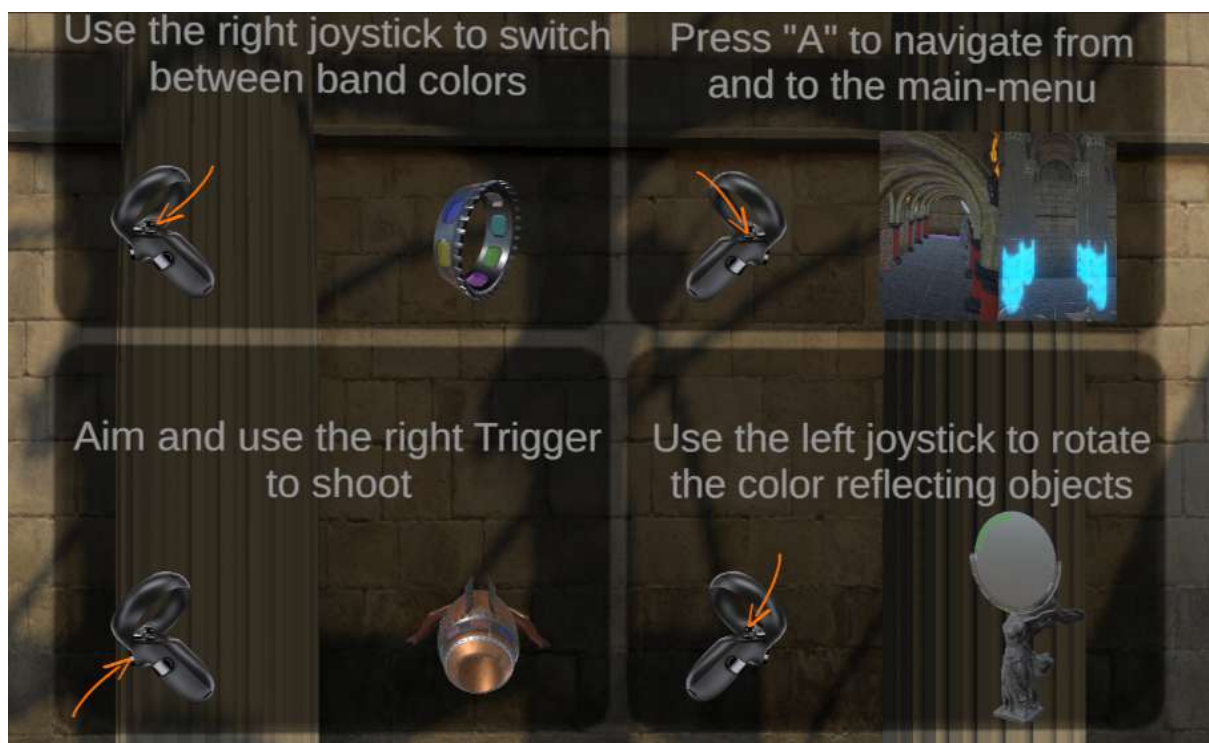 Use the right joystick to switch
between band colors
Press "A" to navigate from
and to the main-menu
Aim and use the right Trigger
to shoot
Use the left joystick to rotate
the color reflecting objects